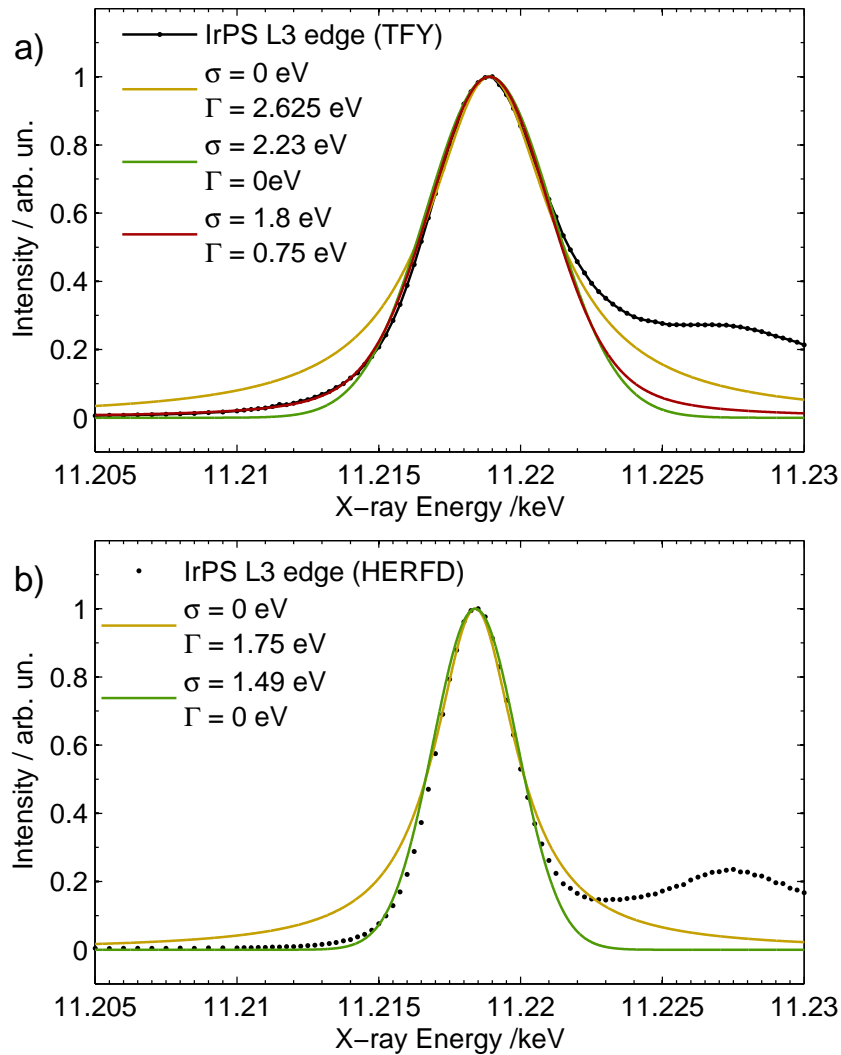 a)
IrPS L3 edge (TFY)
σ = 0 eV
Γ = 2.625 eV
σ = 2.23 eV
Γ = 0eV
σ = 1.8 eV
Γ = 0.75 eV
Intensity / arb. un.
1
0.8
0.6
0.4
0.2
0
11.205 11.21 11.215 11.22 11.225 11.23
X−ray Energy /keV
b)
IrPS L3 edge (HERFD)
σ = 0 eV
Γ = 1.75 eV
σ = 1.49 eV
Γ = 0 eV
Intensity / arb. un.
1
0.8
0.6
0.4
0.2
0
11.205 11.21 11.215 11.22 11.225 11.23
X−ray Energy /keV